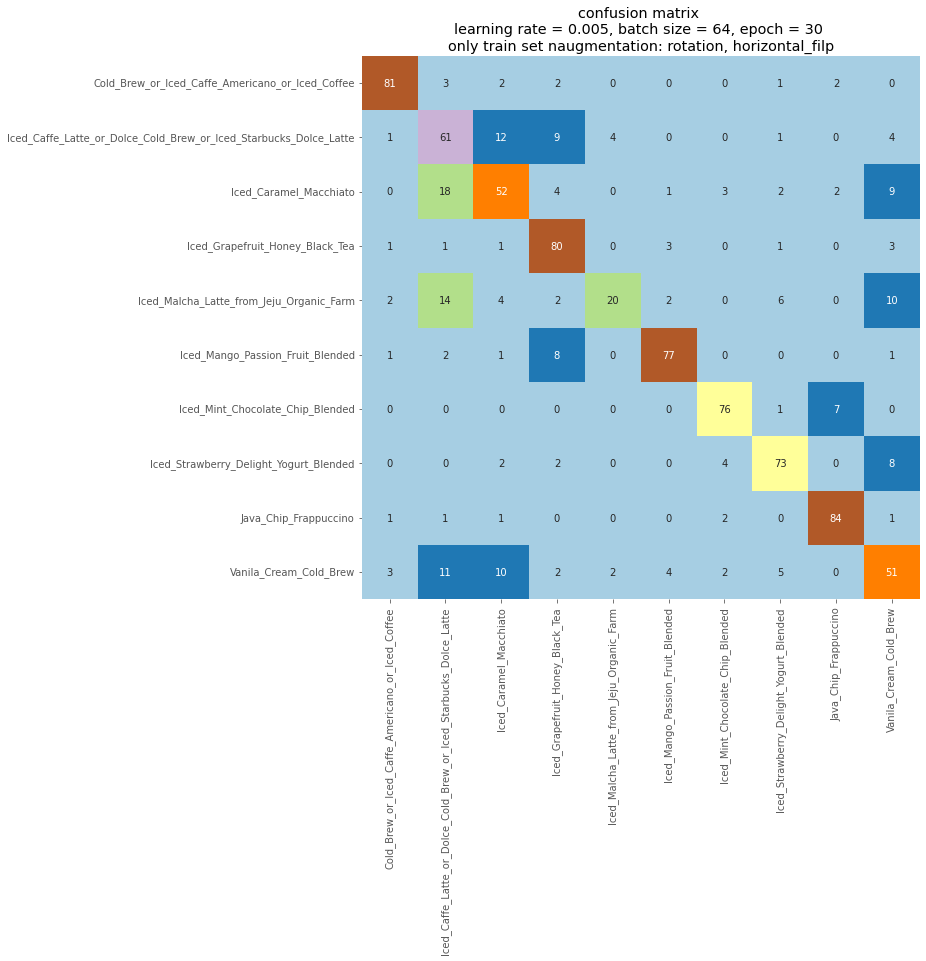 confusion matrix
learning rate = 0.005, batch size = 64, epoch = 30
only train set naugmentation: rotation, horizontal_filp
Cold_Brew_or_Iced_Caffe_Americano_or_Iced_Coffee 81 3 2 2 0 0 0 1 2 0
Iced_Caffe_Latte_or_Dolce_Cold_Brew_or_Iced_Starbucks_Dolce_Latte 1 61 12 9 4 0 0 1 0 4
Iced_Caramel_Macchiato 0 18 52 4 0 1 3 2 2 9
Iced_Grapefruit_Honey_Black_Tea 1 1 1 80 0 3 0 1 0 3
Iced_Malcha_Latte_from_Jeju_Organic_Farm 2 14 4 2 20 2 0 6 0 10
Iced_Mango_Passion_Fruit_Blended 1 2 1 8 0 77 0 0 0 1
Iced_Mint_Chocolate_Chip_Blended 0 0 0 0 0 0 76 1 7 0
Iced_Strawberry_Delight_Yogurt_Blended 0 0 2 2 0 0 4 73 0 8
Java_Chip_Frappuccino 1 1 1 0 0 0 2 0 84 1
Vanila_Cream_Cold_Brew 3 11 10 2 2 4 2 5 0 51
Cold_Brew_or_Iced_Caffe_Americano_or_Iced_Coffee
Iced_Caffe_Latte_or_Dolce_Cold_Brew_or_Iced_Starbucks_Dolce_Latte
Iced_Caramel_Macchiato
Iced_Grapefruit_Honey_Black_Tea
Iced_Malcha_Latte_from_Jeju_Organic_Farm
Iced_Mango_Passion_Fruit_Blended
Iced_Mint_Chocolate_Chip_Blended
Iced_Strawberry_Delight_Yogurt_Blended
Java_Chip_Frappuccino
Vanila_Cream_Cold_Brew